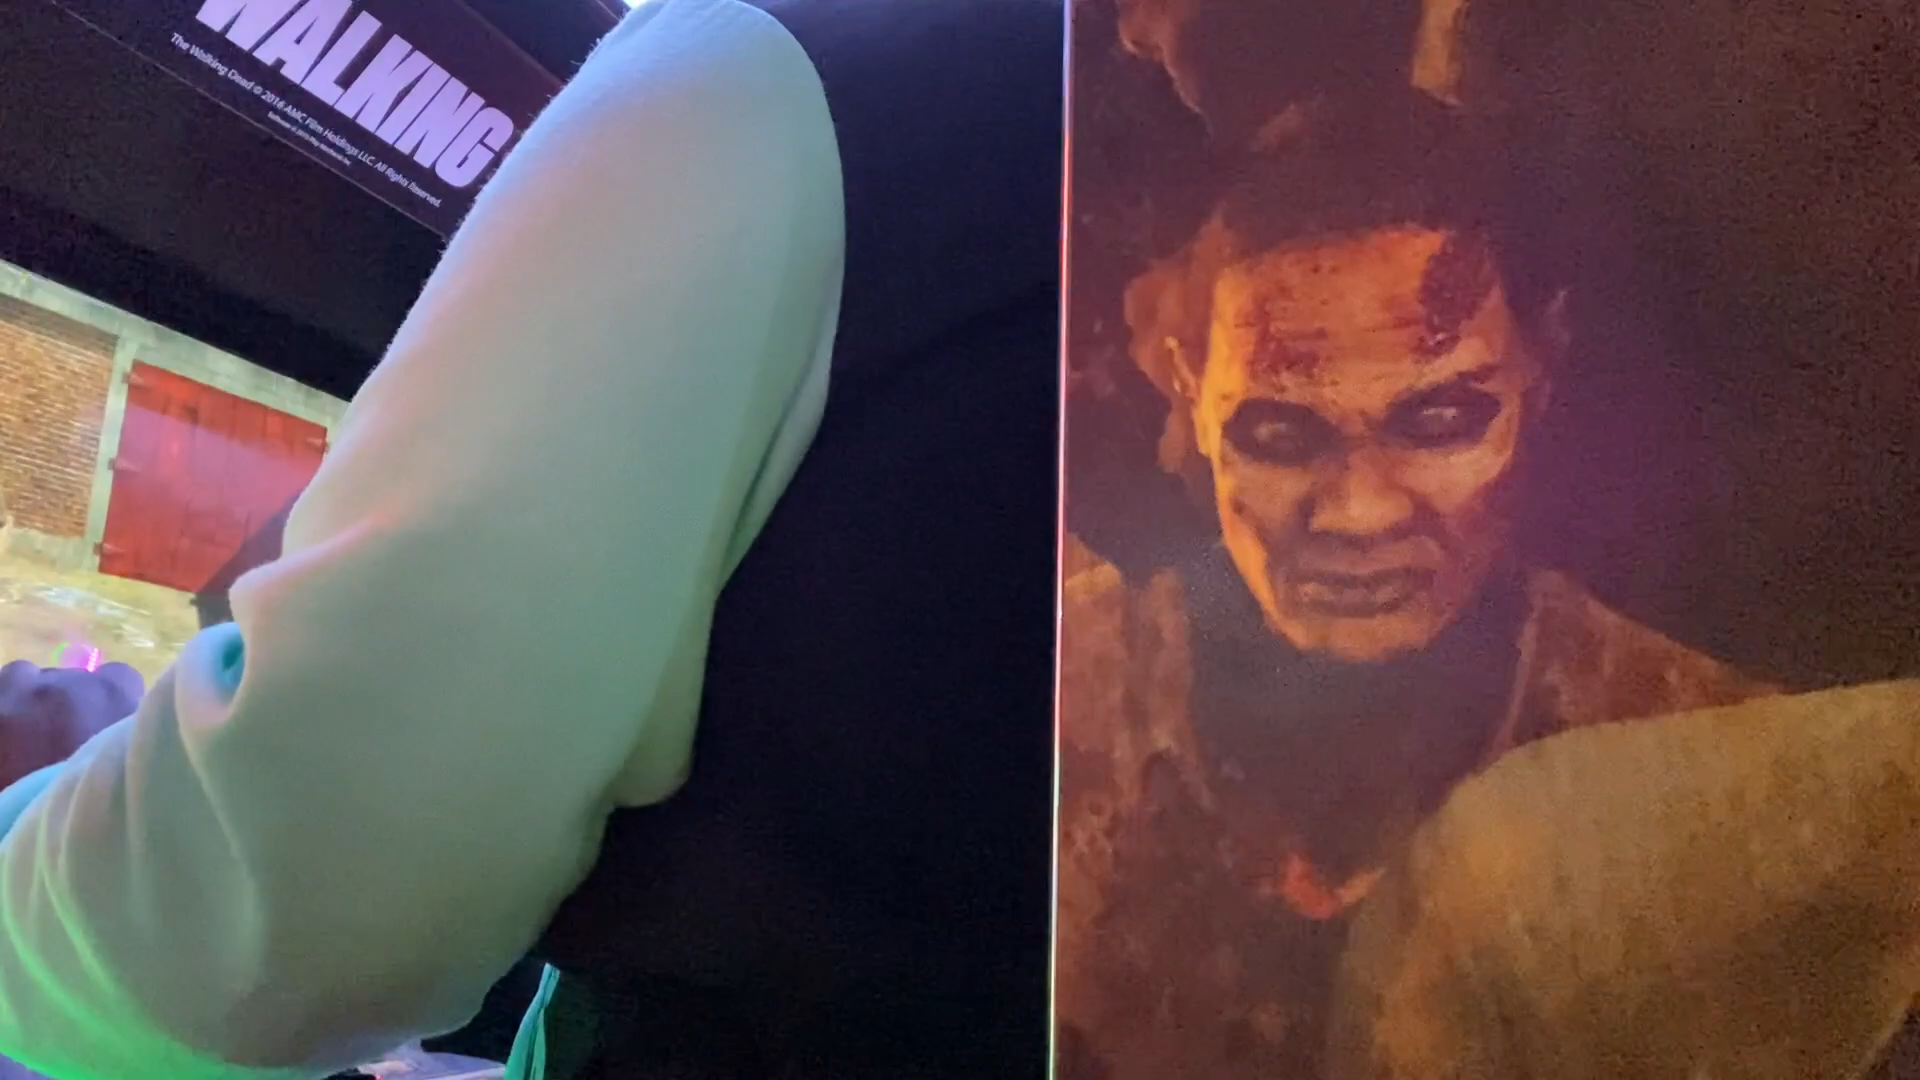 WALKING
The Walking Dead © 2016 AMC Film Holdings LLC. All Rights Reserved.